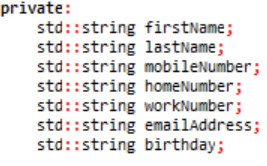 private:
    std::string firstName;
    std::string lastName;
    std::string mobileNumber;
    std::string homeNumber;
    std::string workNumber;
    std::string emailAddress;
    std::string birthday;